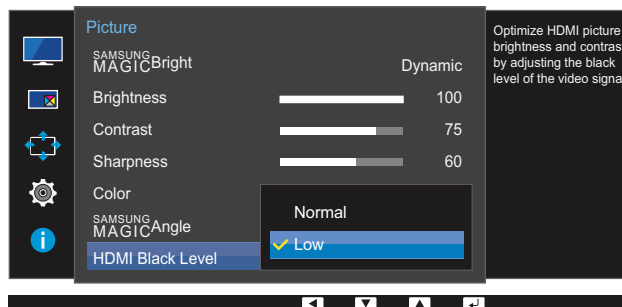 Picture
SAMSUNG
MAGICBright Dynamic
Brightness 100
Contrast 75
Sharpness 60
Color
SAMSUNG
MAGICAngle
HDMI Black Level
Normal
Low
Optimize HDMI picture
brightness and contras
by adjusting the black
level of the video signa